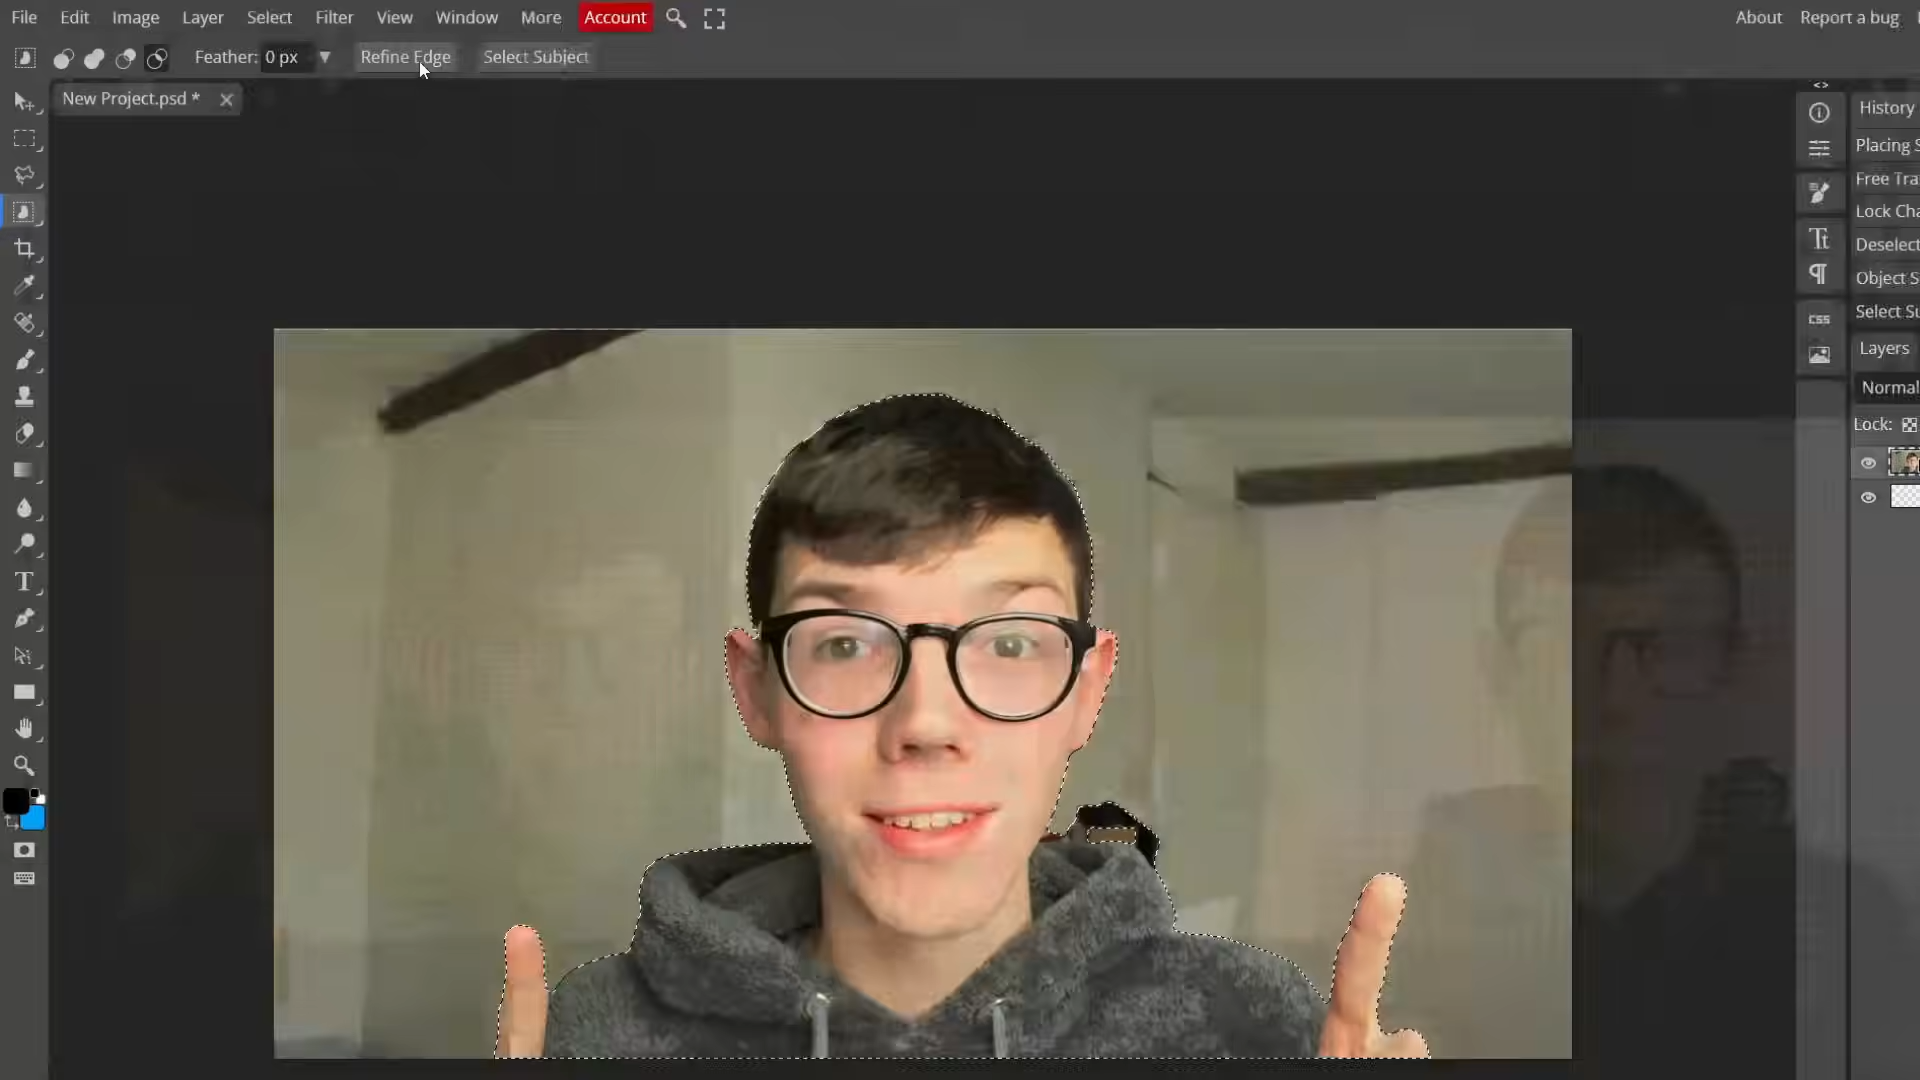 File Edit Image Layer Select Filter View Window More Account About Report a bug
Feather: 0 px Refine Edge Select Subject
New Project.psd *
History
Placing S
Free Tra
Lock Cha
Deselect
Object S
Select Su
Layers
Normal
Lock:
CSS